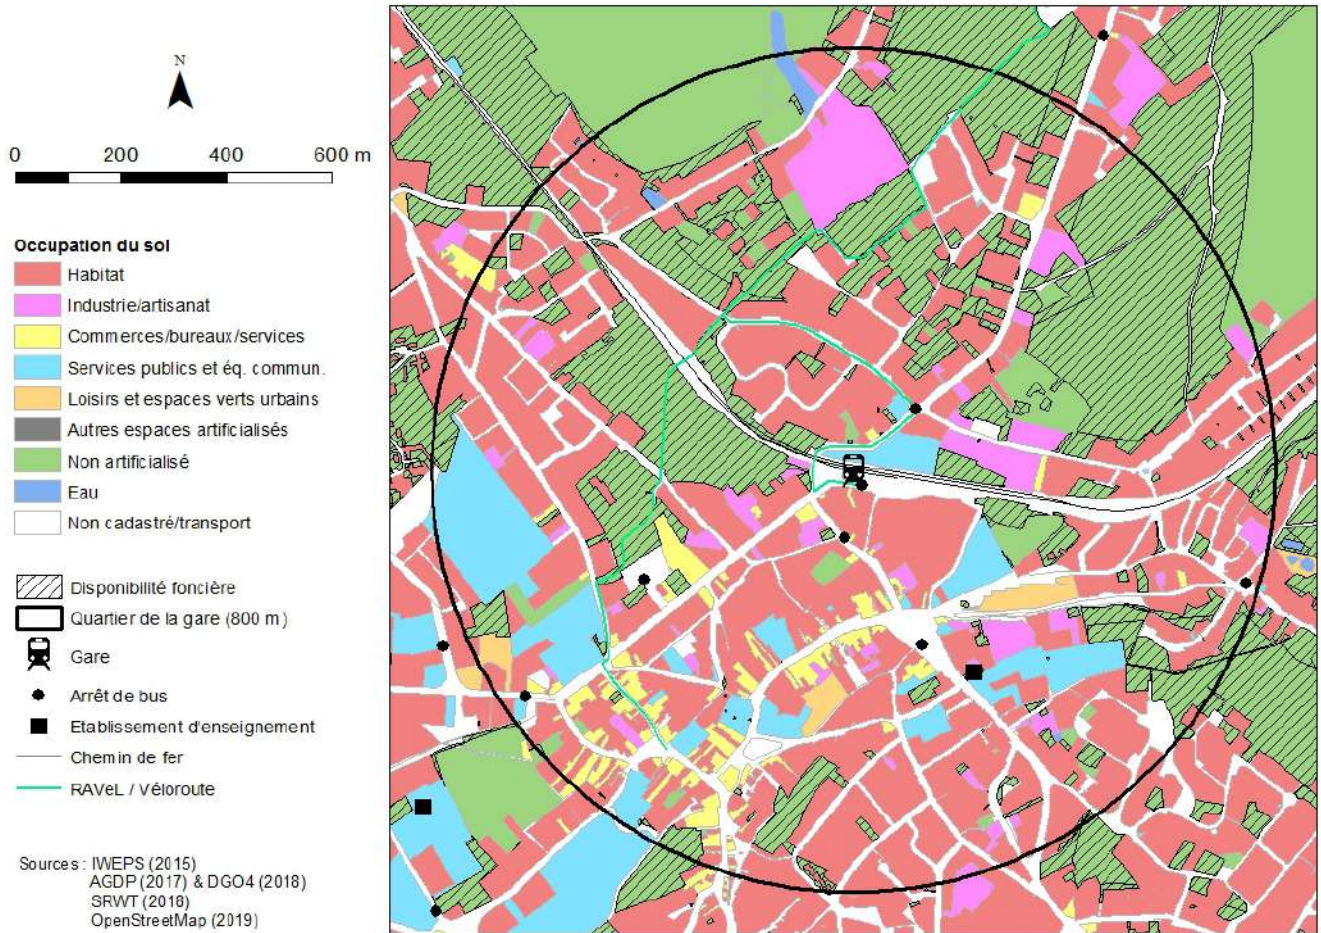 N
0 200 400 600 m
Occupation du sol
Habitat
Industrie/artisanat
Commerces/bureaux/services
Services publics et éq. commun.
Loisirs et espaces verts urbains
Autres espaces artificialisés
Non artificialisé
Eau
Non cadastré/transport
Disponibilité foncière
Quartier de la gare (800 m)
Gare
Arrêt de bus
Etablissement d'enseignement
Chemin de fer
RAVeL / Véloroute
Sources : IWEPS (2015)
AGDP (2017) & DGO4 (2018)
SRWT (2018)
OpenStreetMap (2019)